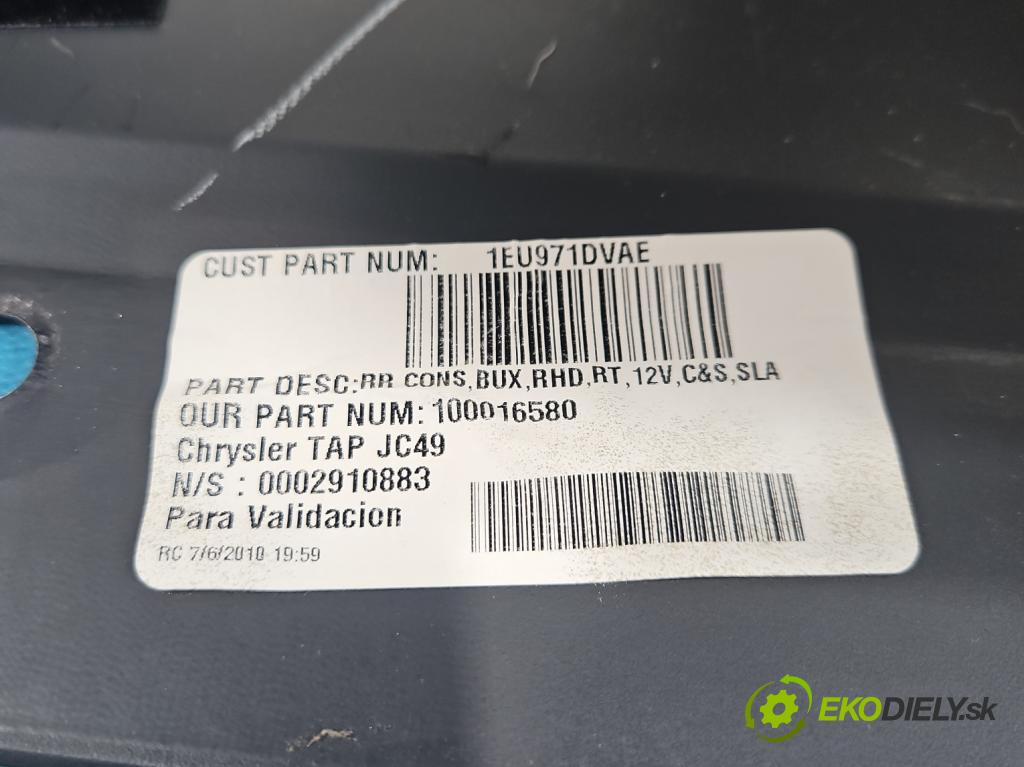 CUST PART NUM: 1EU971DVAE
PART DESC:RR CONS,BUX,RHD,RT,12V,C&S,SLA
OUR PART NUM:100016580
Chrysler TAP JC49
N/S : 0002910883
Para Validacion
RC 7/6/2010 19:59
EKODIELY.sk